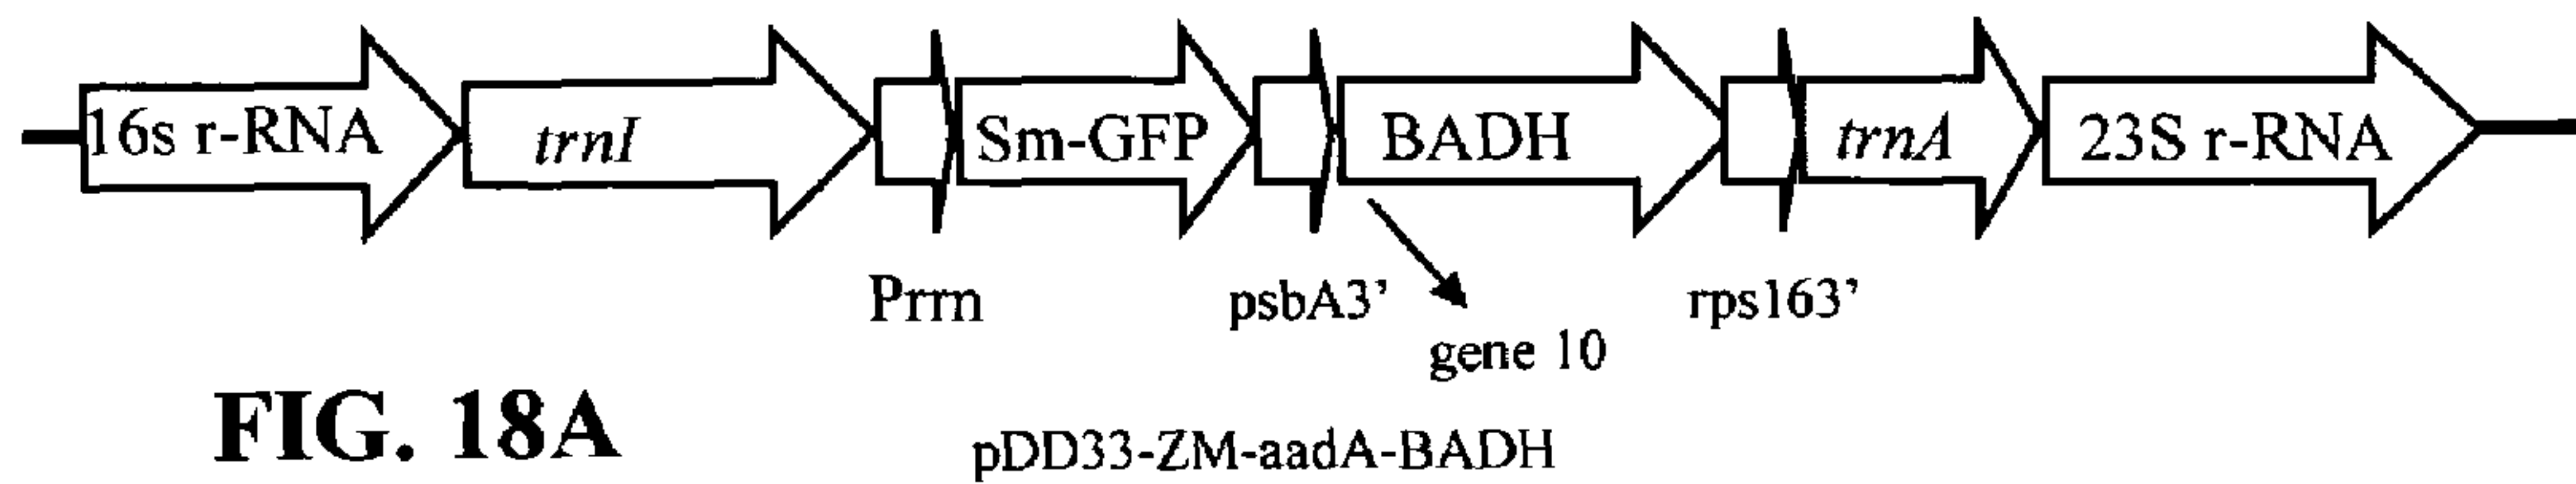 16s r-RNA trnI Sm-GFP BADH trnA 23S r-RNA
Prrn psbA3’ rps163’
gene 10
FIG. 18A
pDD33-ZM-aadA-BADH